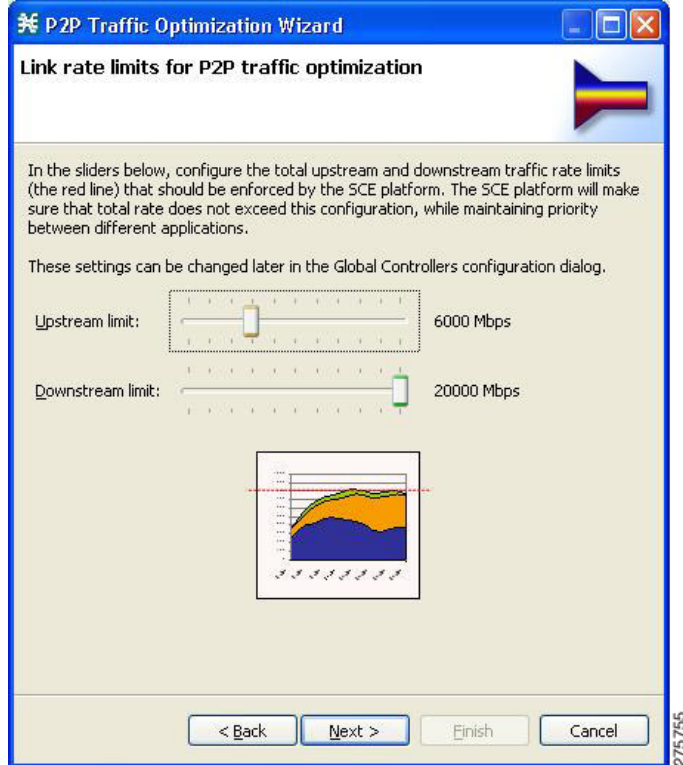 P2P Traffic Optimization Wizard
Link rate limits for P2P traffic optimization
In the sliders below, configure the total upstream and downstream traffic rate limits
(the red line) that should be enforced by the SCE platform. The SCE platform will make
sure that total rate does not exceed this configuration, while maintaining priority
between different applications.
These settings can be changed later in the Global Controllers configuration dialog.
Upstream limit: 6000 Mbps
Downstream limit: 20000 Mbps
< Back Next > Finish Cancel
275755